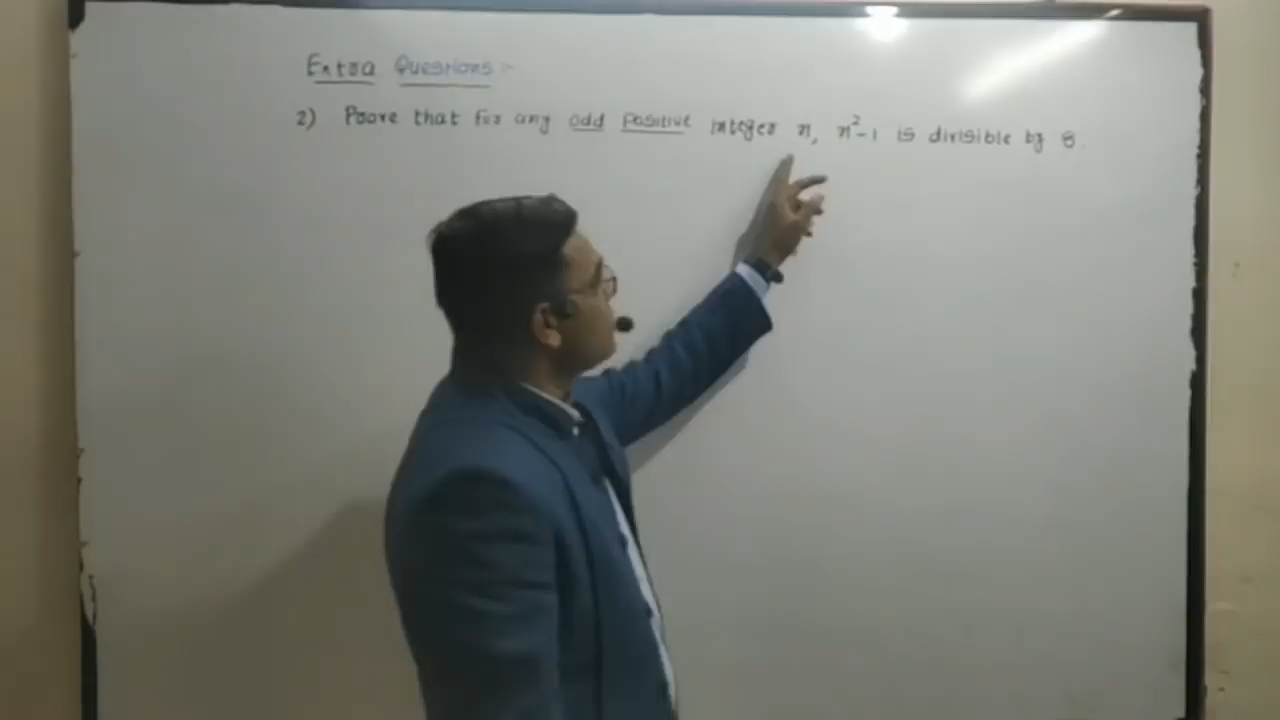 Extra Questions :-
2) Prove that for any odd positive integer n, n²-1 is divisible by 8.